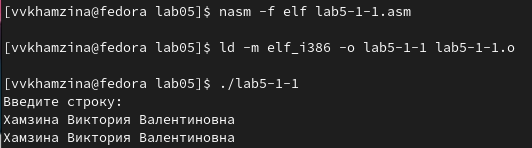 [vvkhamzina@fedora lab05]$ nasm -f elf lab5-1-1.asm
[vvkhamzina@fedora lab05]$ ld -m elf_i386 -o lab5-1-1 lab5-1-1.o
[vvkhamzina@fedora lab05]$ ./lab5-1-1
Введите строку:
Хамзина Виктория Валентиновна
Хамзина Виктория Валентиновна